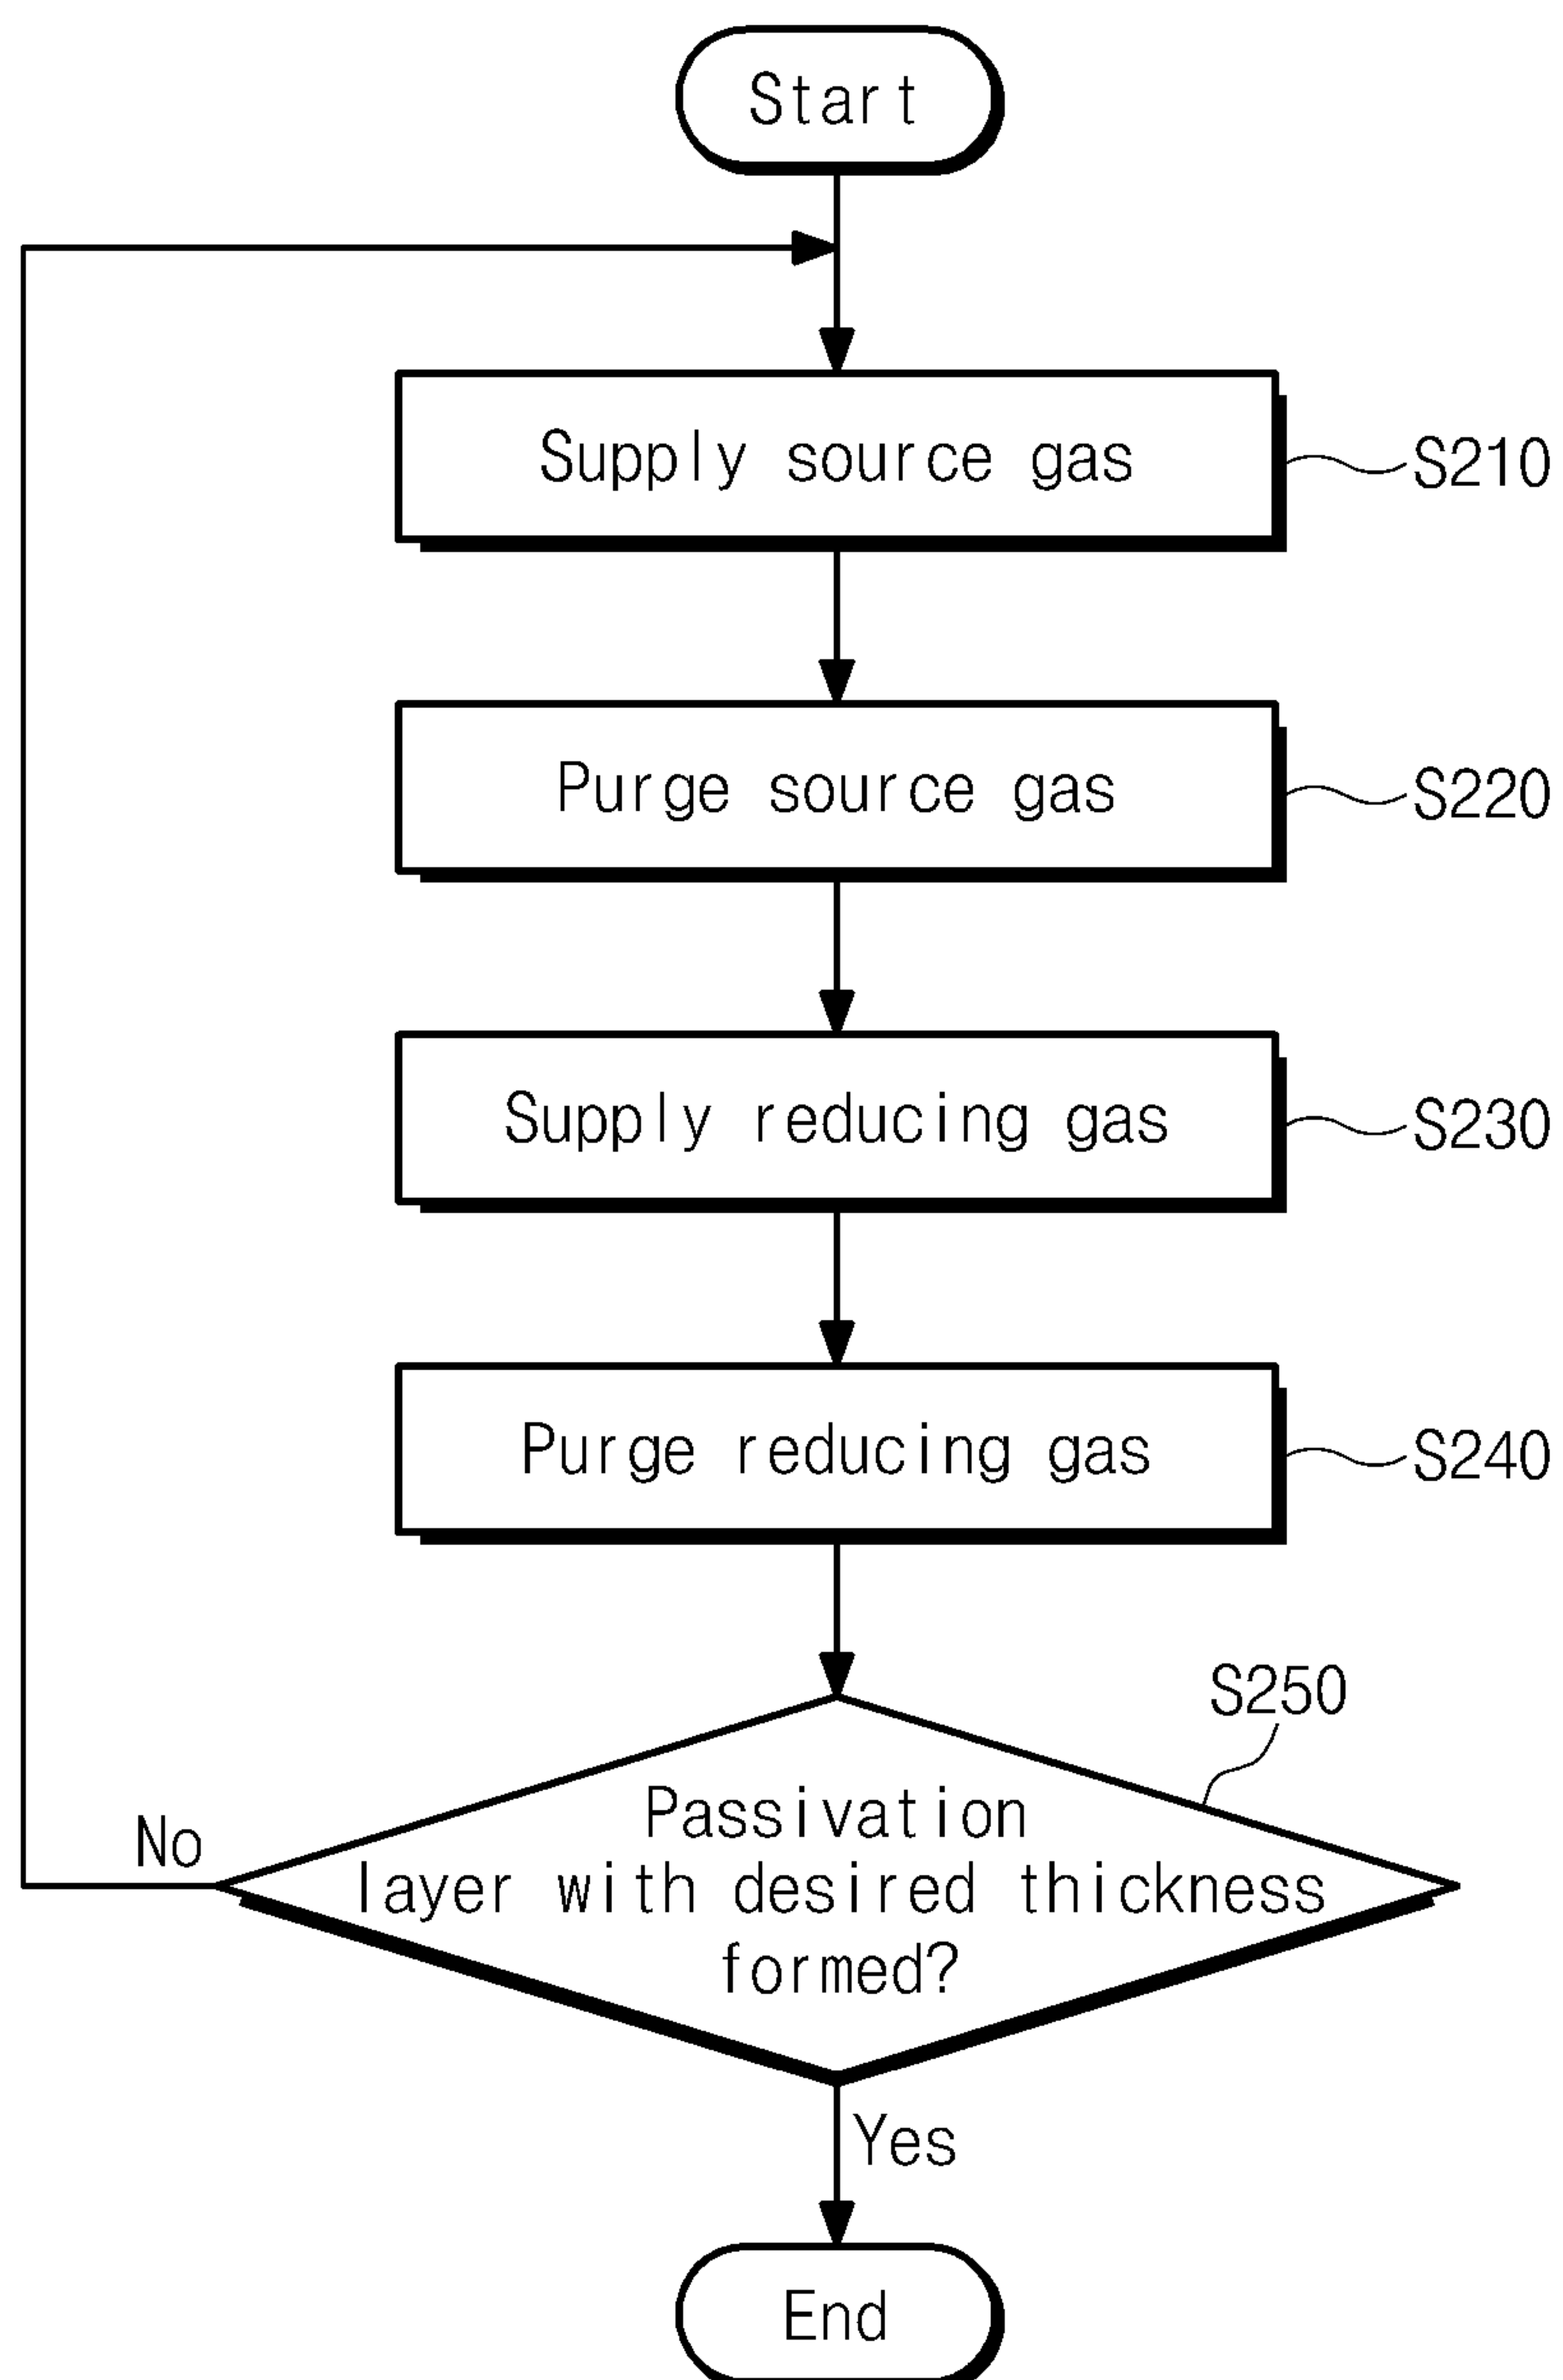 Start
Supply source gas
S210
Purge source gas
S220
Supply reducing gas
S230
Purge reducing gas
S240
S250
Passivation
layer with desired thickness
formed?
No
Yes
End